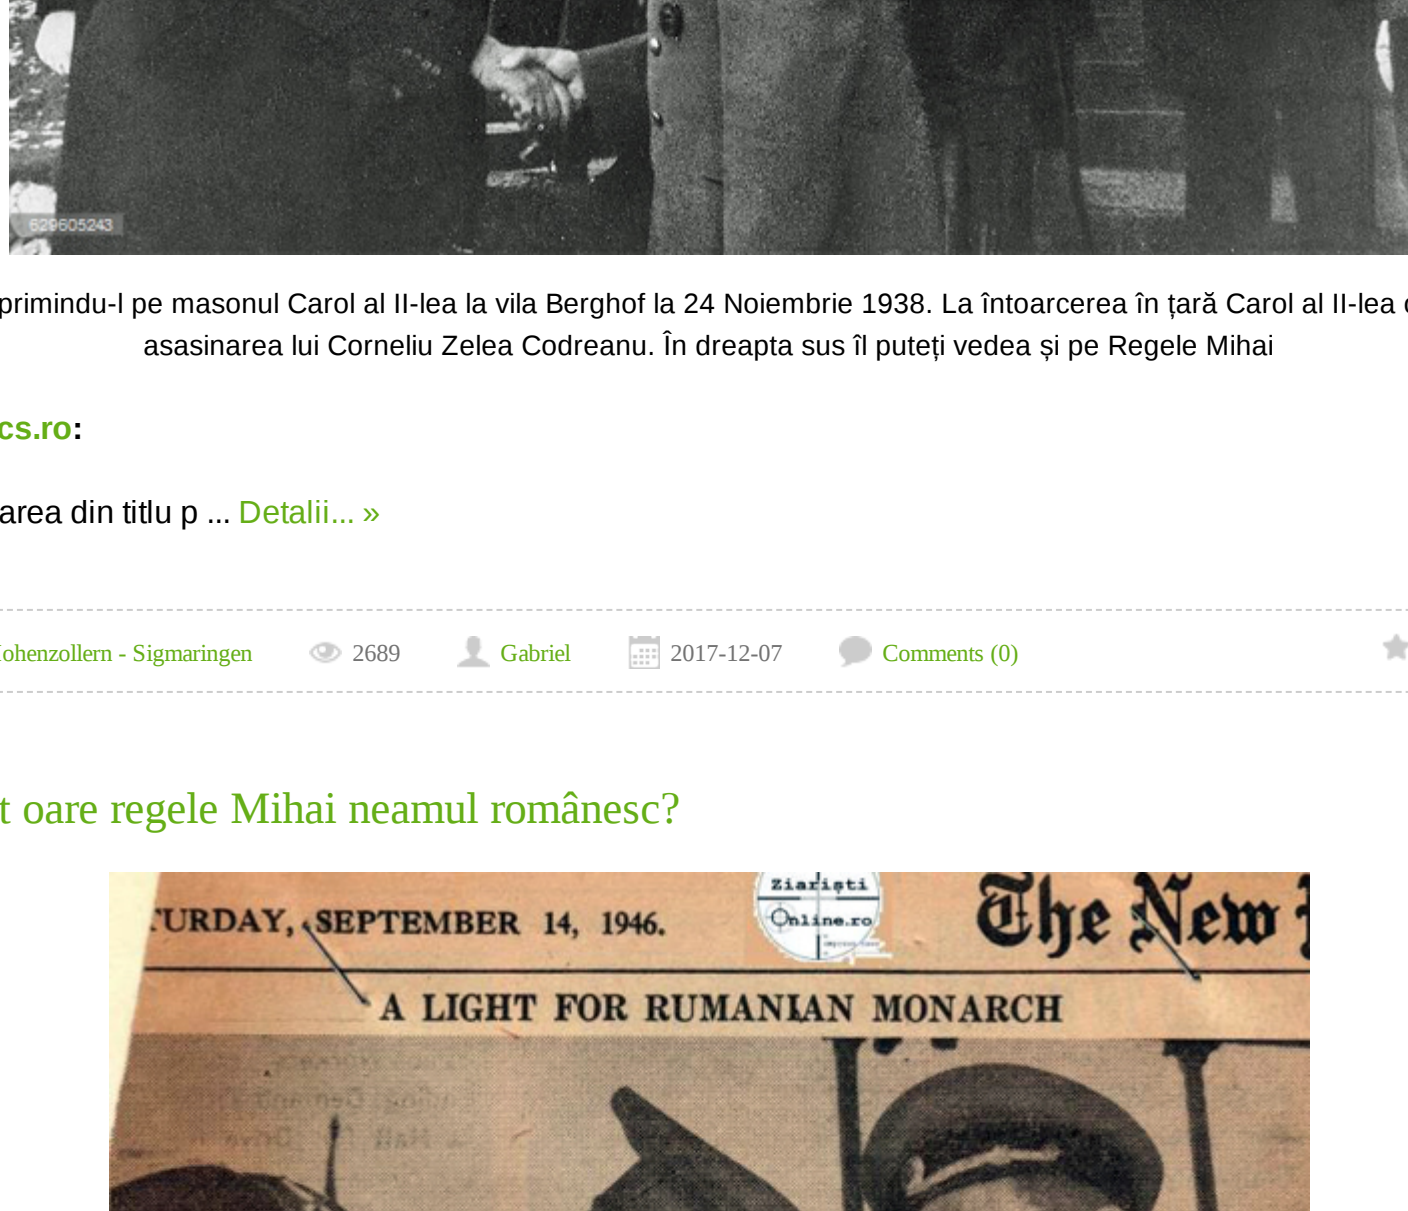 629605243
primindu-l pe masonul Carol al II-lea la vila Berghof la 24 Noiembrie 1938. La întoarcerea în țară Carol al II-lea
asasinarea lui Corneliu Zelea Codreanu. În dreapta sus îl puteți vedea și pe Regele Mihai
cs.ro:
area din titlu p ... Detalii... »
ohenzollern - Sigmaringen 2689 Gabriel 2017-12-07 Comments (0)
t oare regele Mihai neamul românesc?
Ziariști
Online.ro
TURDAY, SEPTEMBER 14, 1946. The New
A LIGHT FOR RUMANIAN MONARCH